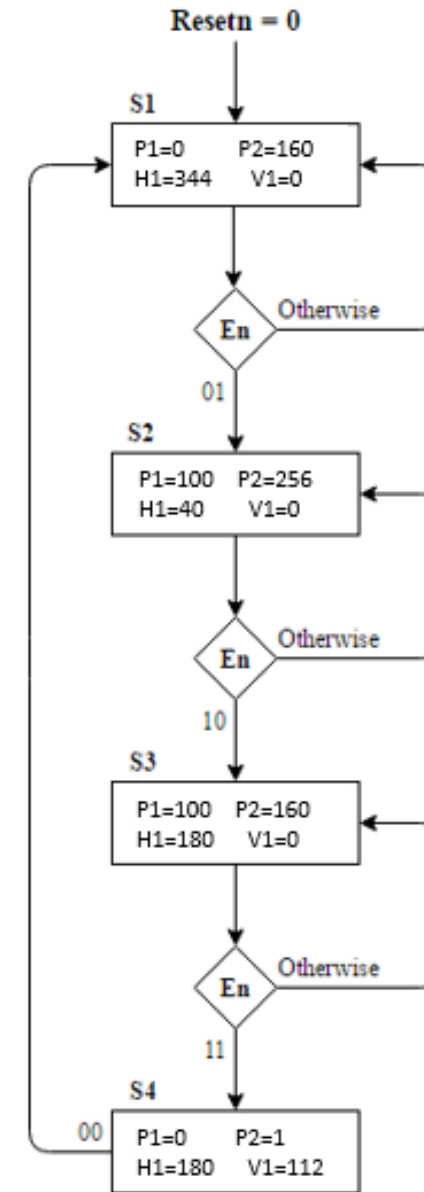 Resetn = 0
S1
P1=0 P2=160
H1=344 V1=0
En
Otherwise
01
S2
P1=100 P2=256
H1=40 V1=0
En
Otherwise
10
S3
P1=100 P2=160
H1=180 V1=0
En
Otherwise
11
S4
00
P1=0 P2=1
H1=180 V1=112